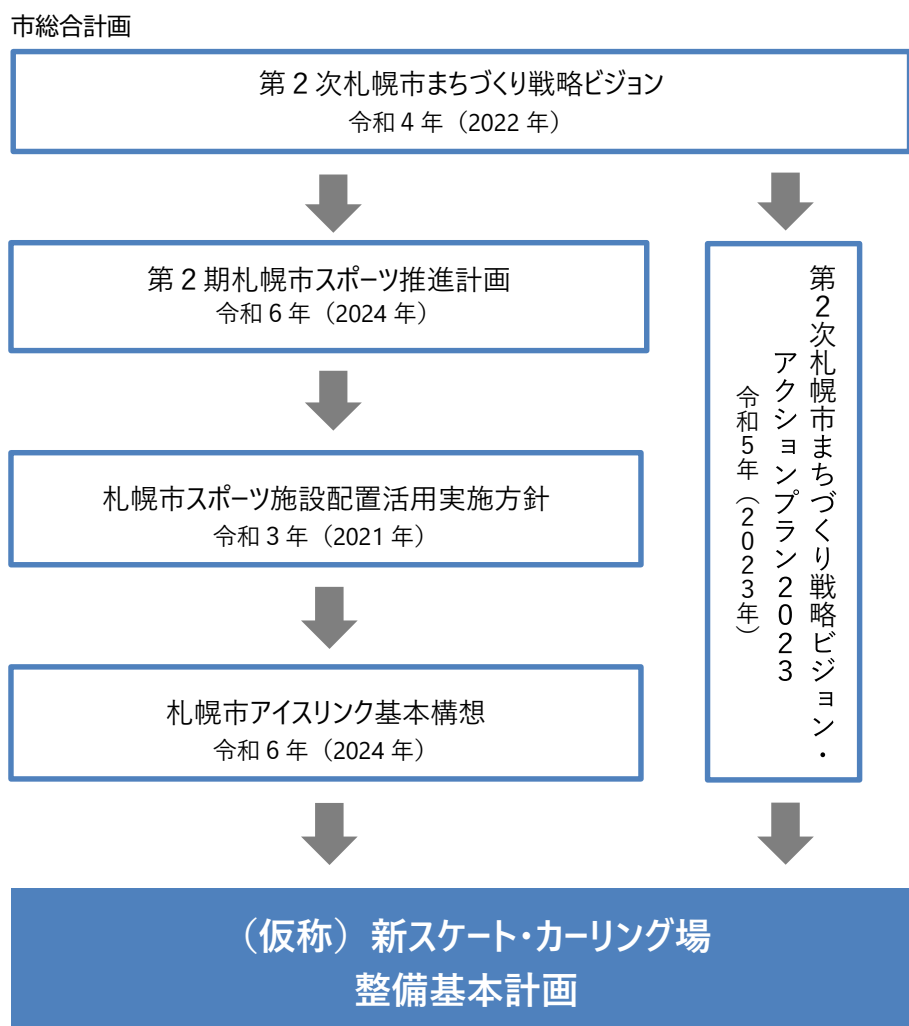 市総合計画
第2次札幌市まちづくり戦略ビジョン
令和4年（2022年）
第2期札幌市スポーツ推進計画
令和6年（2024年）
札幌市スポーツ施設配置活用実施方針
令和3年（2021年）
札幌市アイスリンク基本構想
令和6年（2024年）
第2次札幌市まちづくり戦略ビジョン・
アクションプラン2023
令和5年（2023年）
（仮称）新スケート・カーリング場
整備基本計画